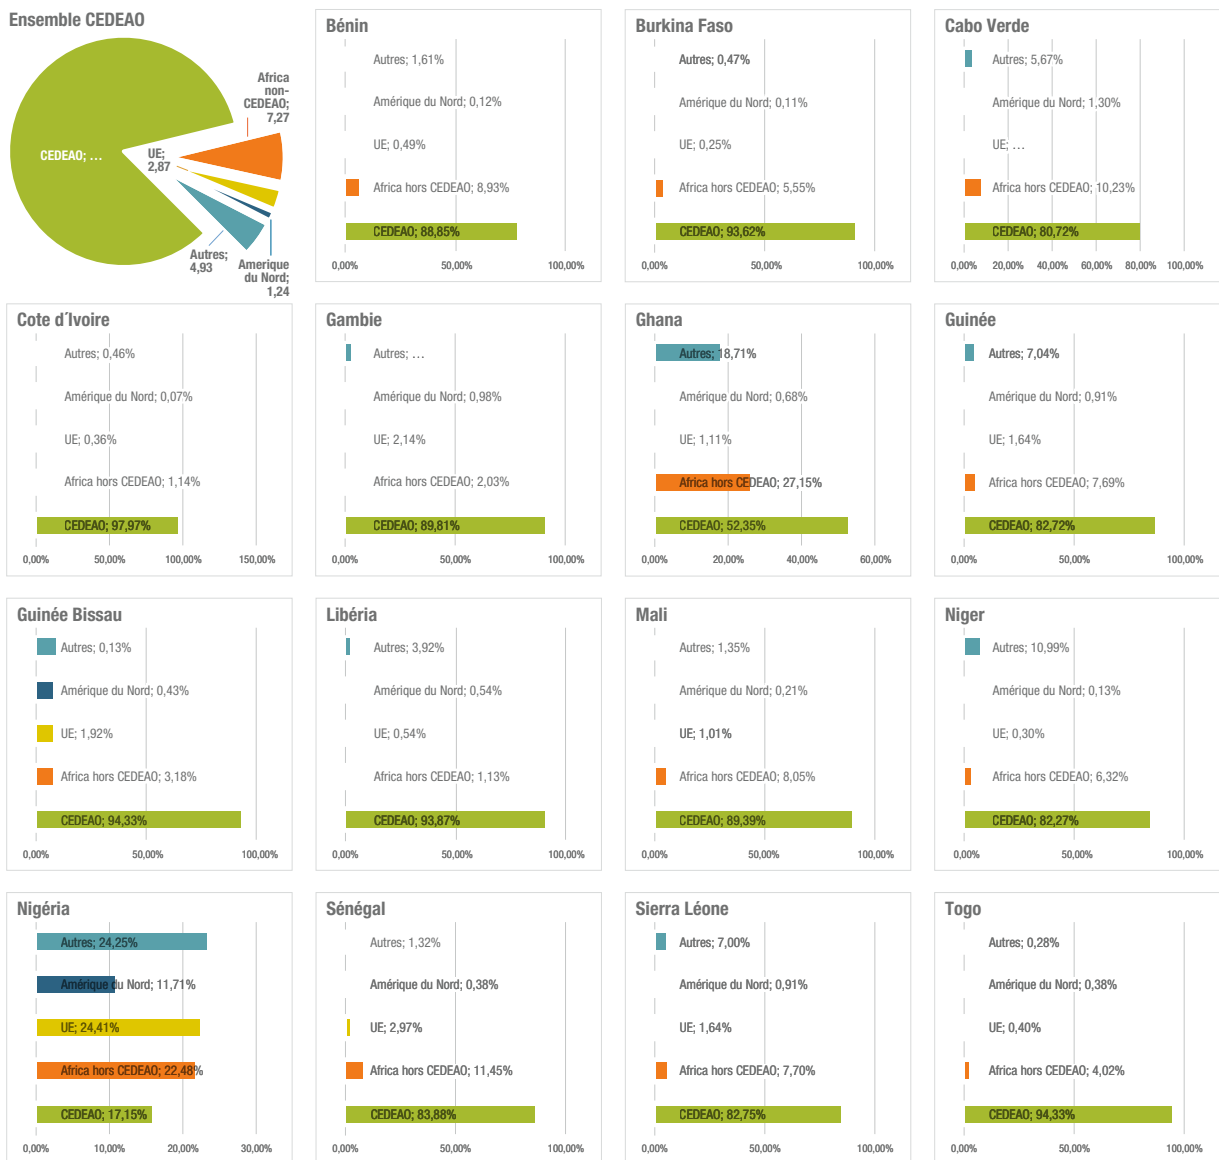 Ensemble CEDEAO
Africa
non-
CEDEAO;
7,27
CEDEAO; ...
UE;
2,87
Autres;
4,93
Amerique
du Nord;
1,24
Bénin
Autres; 1,61%
Amérique du Nord; 0,12%
UE; 0,49%
Africa hors CEDEAO; 8,93%
CEDEAO; 88,85%
0,00% 50,00% 100,00%
Burkina Faso
Autres; 0,47%
Amérique du Nord; 0,11%
UE; 0,25%
Africa hors CEDEAO; 5,55%
CEDEAO; 93,62%
0,00% 50,00% 100,00%
Cabo Verde
Autres; 5,67%
Amérique du Nord; 1,30%
UE; ...
Africa hors CEDEAO; 10,23%
CEDEAO; 80,72%
0,00% 20,00% 40,00% 60,00% 80,00% 100,00%
Cote d´Ivoire
Autres; 0,46%
Amérique du Nord; 0,07%
UE; 0,36%
Africa hors CEDEAO; 1,14%
CEDEAO; 97,97%
0,00% 50,00% 100,00% 150,00%
Gambie
Autres; ...
Amérique du Nord; 0,98%
UE; 2,14%
Africa hors CEDEAO; 2,03%
CEDEAO; 89,81%
0,00% 50,00% 100,00%
Ghana
Autres; 18,71%
Amérique du Nord; 0,68%
UE; 1,11%
Africa hors CEDEAO; 27,15%
CEDEAO; 52,35%
0,00% 20,00% 40,00% 60,00%
Guinée
Autres; 7,04%
Amérique du Nord; 0,91%
UE; 1,64%
Africa hors CEDEAO; 7,69%
CEDEAO; 82,72%
0,00% 50,00% 100,00%
Guinée Bissau
Autres; 0,13%
Amérique du Nord; 0,43%
UE; 1,92%
Africa hors CEDEAO; 3,18%
CEDEAO; 94,33%
0,00% 50,00% 100,00%
Libéria
Autres; 3,92%
Amérique du Nord; 0,54%
UE; 0,54%
Africa hors CEDEAO; 1,13%
CEDEAO; 93,87%
0,00% 50,00% 100,00%
Mali
Autres; 1,35%
Amérique du Nord; 0,21%
UE; 1,01%
Africa hors CEDEAO; 8,05%
CEDEAO; 89,39%
0,00% 50,00% 100,00%
Niger
Autres; 10,99%
Amérique du Nord; 0,13%
UE; 0,30%
Africa hors CEDEAO; 6,32%
CEDEAO; 82,27%
0,00% 50,00% 100,00%
Nigéria
Autres; 24,25%
Amérique du Nord; 11,71%
UE; 24,41%
Africa hors CEDEAO; 22,48%
CEDEAO; 17,15%
0,00% 10,00% 20,00% 30,00%
Sénégal
Autres; 1,32%
Amérique du Nord; 0,38%
UE; 2,97%
Africa hors CEDEAO; 11,45%
CEDEAO; 83,88%
0,00% 50,00% 100,00%
Sierra Léone
Autres; 7,00%
Amérique du Nord; 0,91%
UE; 1,64%
Africa hors CEDEAO; 7,70%
CEDEAO; 82,75%
0,00% 50,00% 100,00%
Togo
Autres; 0,28%
Amérique du Nord; 0,38%
UE; 0,40%
Africa hors CEDEAO; 4,02%
CEDEAO; 94,33%
0,00% 50,00% 100,00%